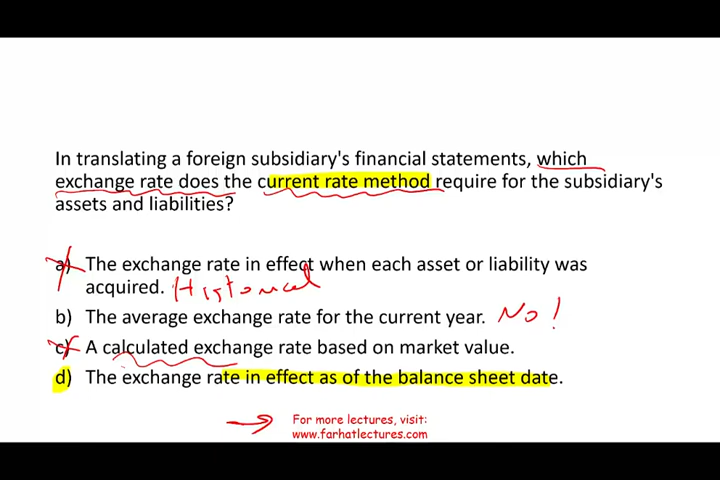 In translating a foreign subsidiary's financial statements, which
exchange rate does the current rate method require for the subsidiary's
assets and liabilities?
a) The exchange rate in effect when each asset or liability was
acquired. Historical
b) The average exchange rate for the current year. No!
c) A calculated exchange rate based on market value.
d) The exchange rate in effect as of the balance sheet date.
For more lectures, visit:
www.farhatlectures.com